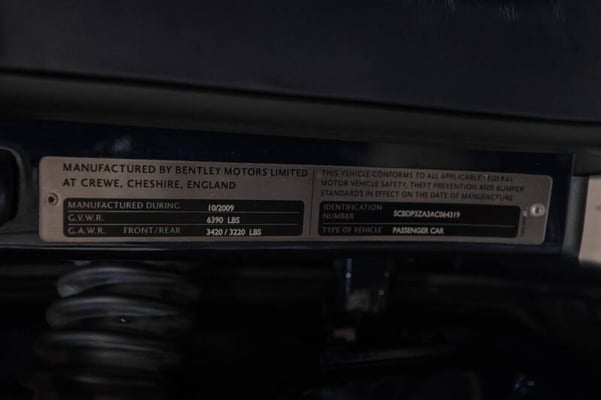 MANUFACTURED BY BENTLEY MOTORS LIMITED
AT CREWE, CHESHIRE, ENGLAND
MANUFACTURED DURING 10/2009
G.V.W.R. 6390 LBS
G.A.W.R. FRONT/REAR 3420 / 3220 LBS
THIS VEHICLE CONFORMS TO ALL APPLICABLE FEDERAL
MOTOR VEHICLE SAFETY, THEFT PREVENTION AND BUMPER
STANDARDS IN EFFECT ON THE DATE OF MANUFACTURE
IDENTIFICATION
NUMBER SCBDP3ZA3AC064319
TYPE OF VEHICLE PASSENGER CAR